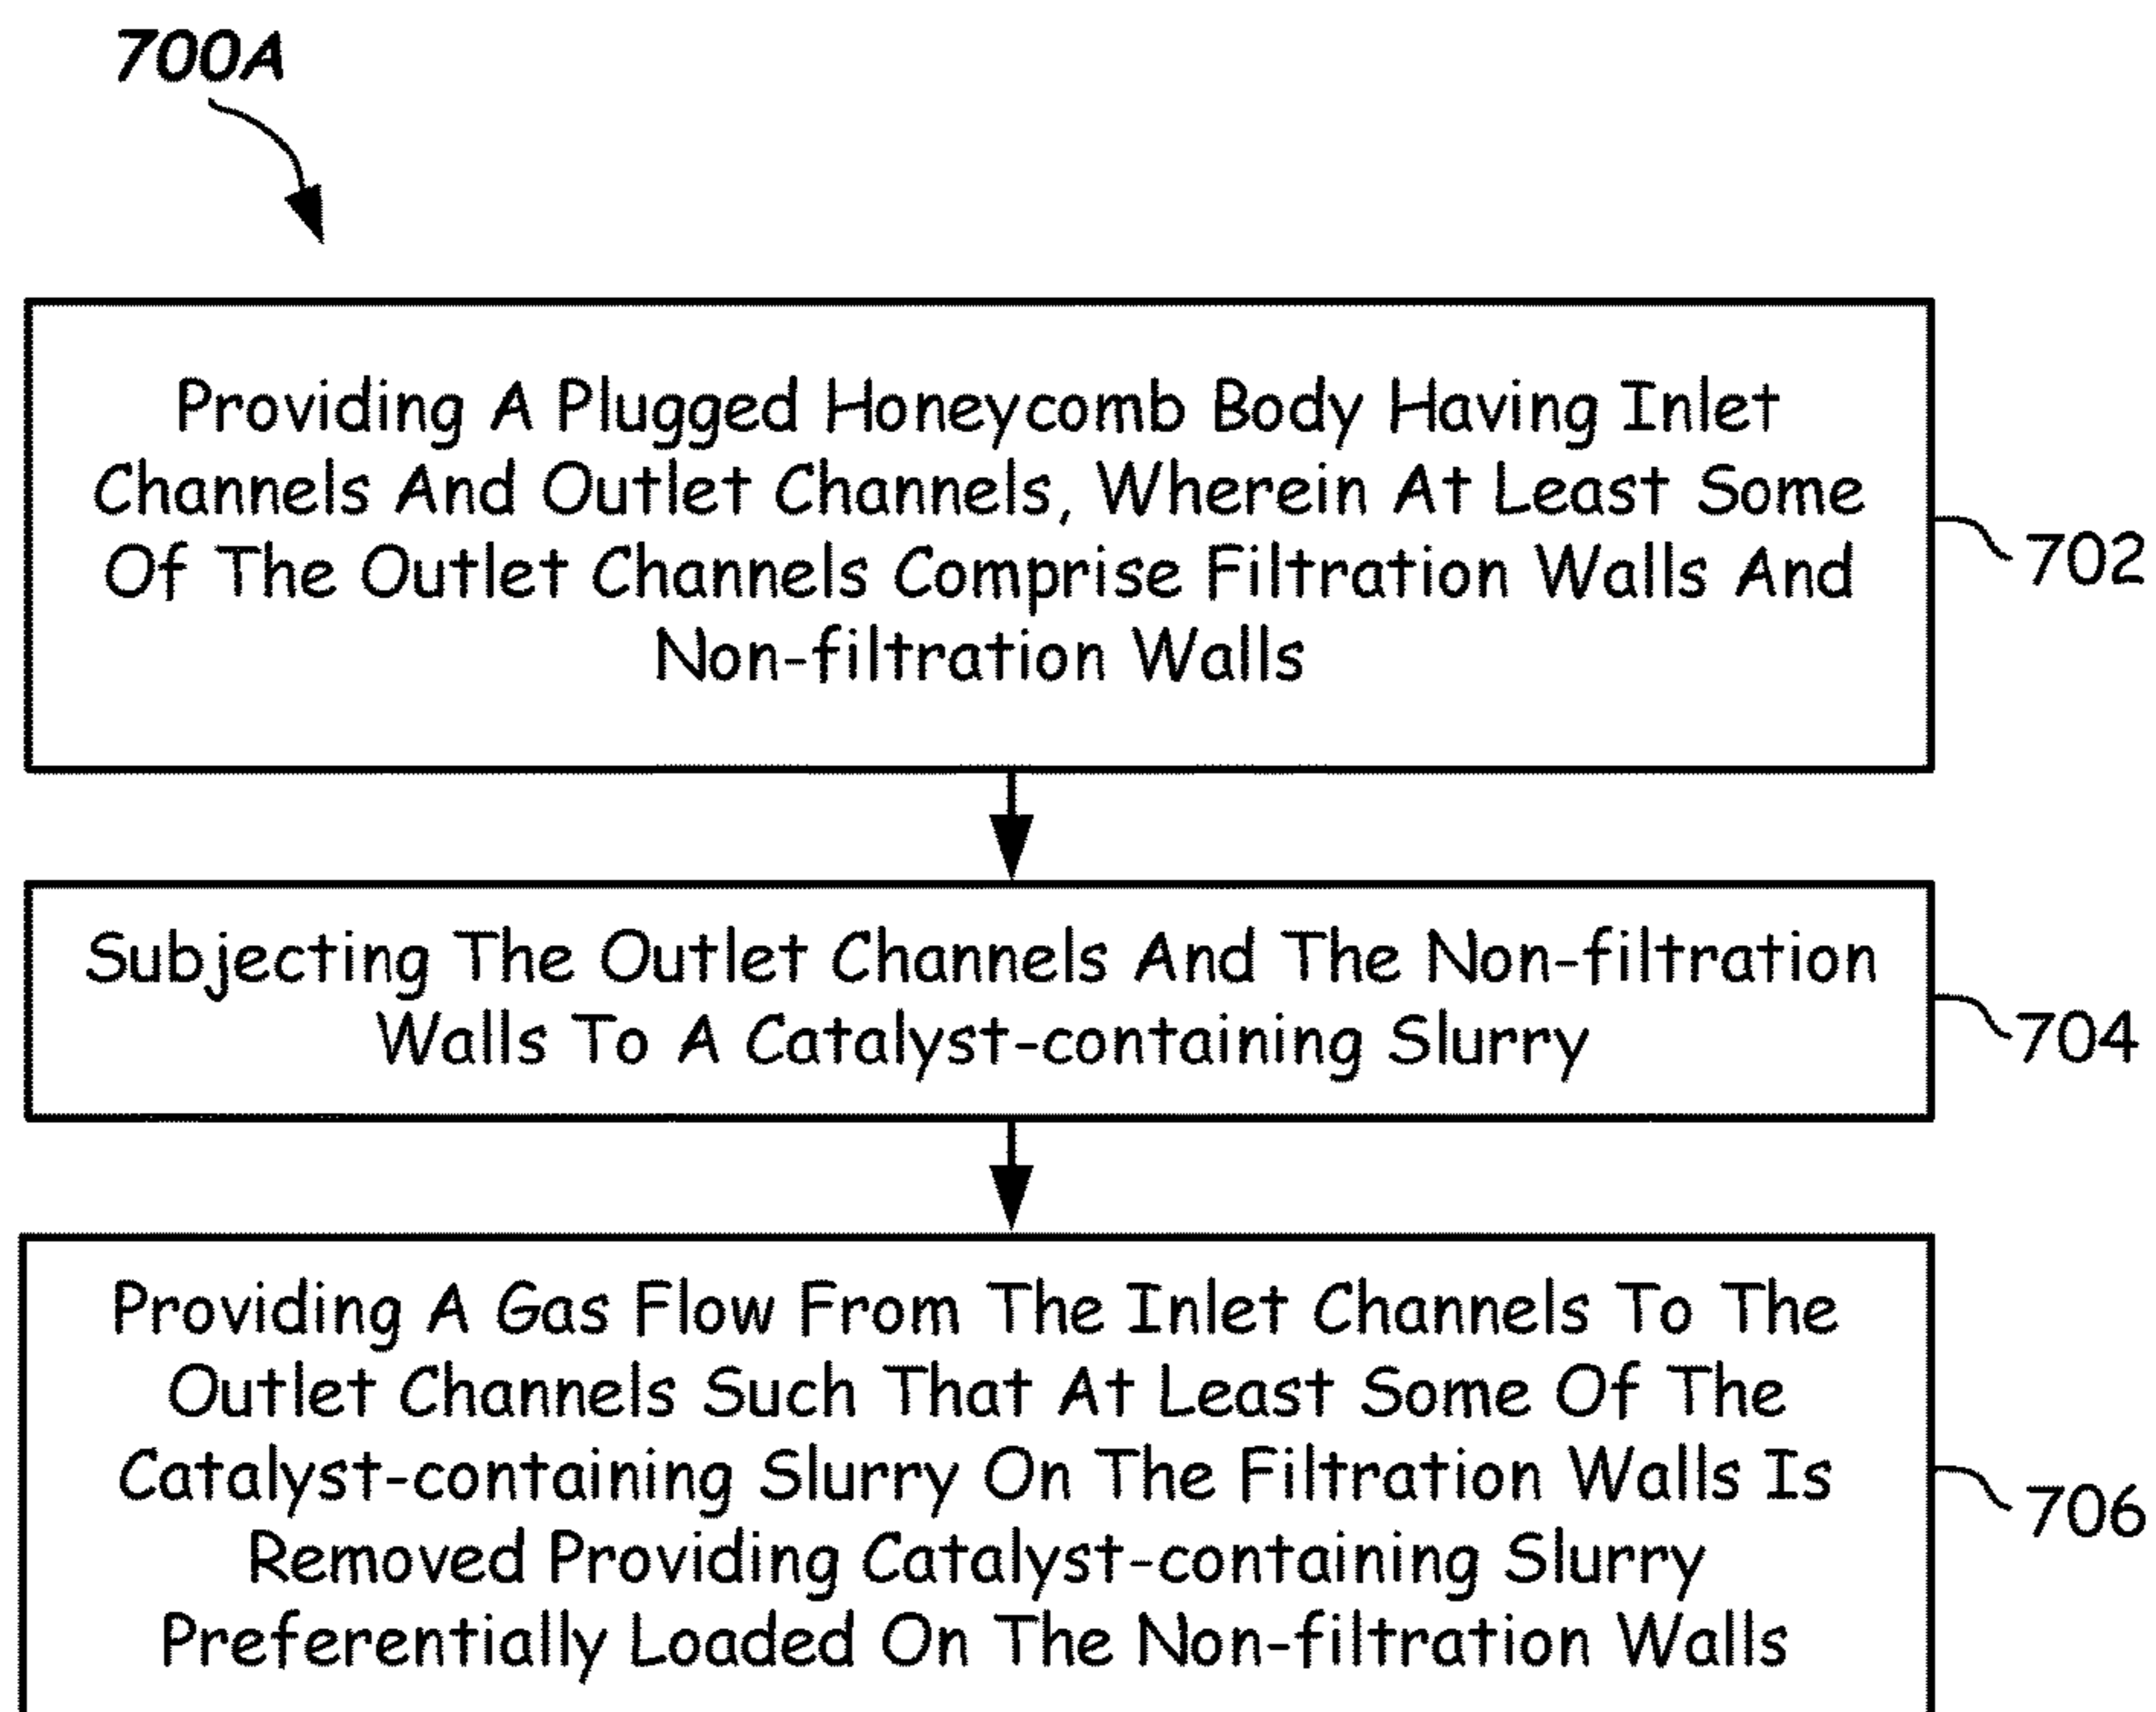 700A
Providing A Plugged Honeycomb Body Having Inlet
Channels And Outlet Channels, Wherein At Least Some
Of The Outlet Channels Comprise Filtration Walls And
Non-filtration Walls
702
Subjecting The Outlet Channels And The Non-filtration
Walls To A Catalyst-containing Slurry
704
Providing A Gas Flow From The Inlet Channels To The
Outlet Channels Such That At Least Some Of The
Catalyst-containing Slurry On The Filtration Walls Is
Removed Providing Catalyst-containing Slurry
Preferentially Loaded On The Non-filtration Walls
706